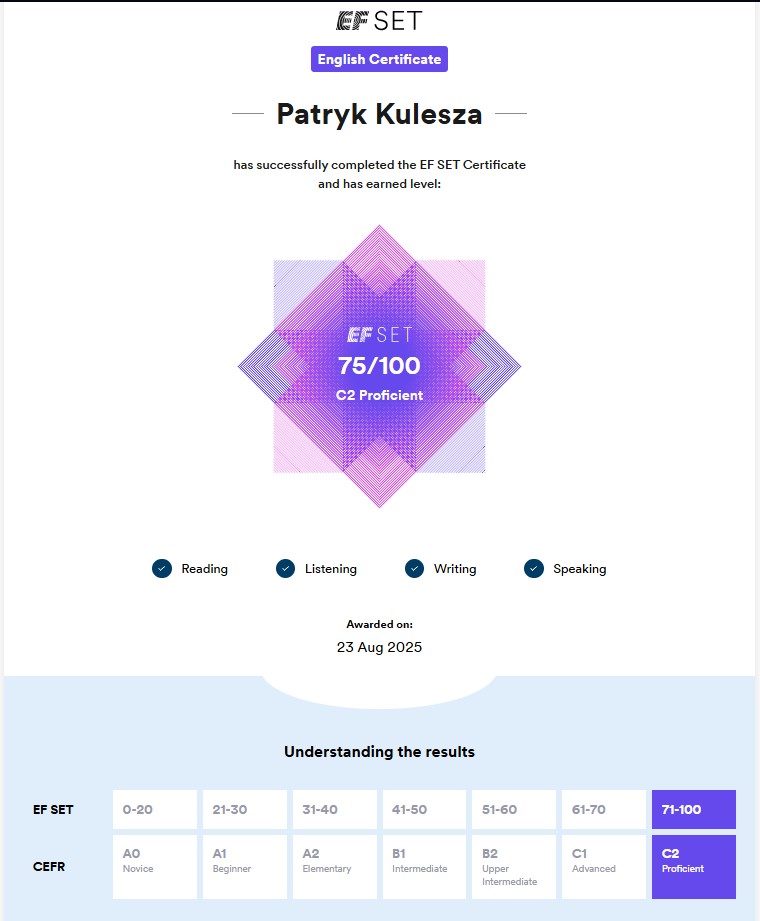 EF SET
English Certificate
Patryk Kulesza
has successfully completed the EF SET Certificate
and has earned level:
EF SET
75/100
C2 Proficient
Reading Listening Writing Speaking
Awarded on:
23 Aug 2025
Understanding the results
EF SET 0-20 21-30 31-40 41-50 51-60 61-70 71-100
CEFR A0 A1 A2 B1 B2 C1 C2
Novice Beginner Elementary Intermediate Upper Advanced Proficient
Intermediate